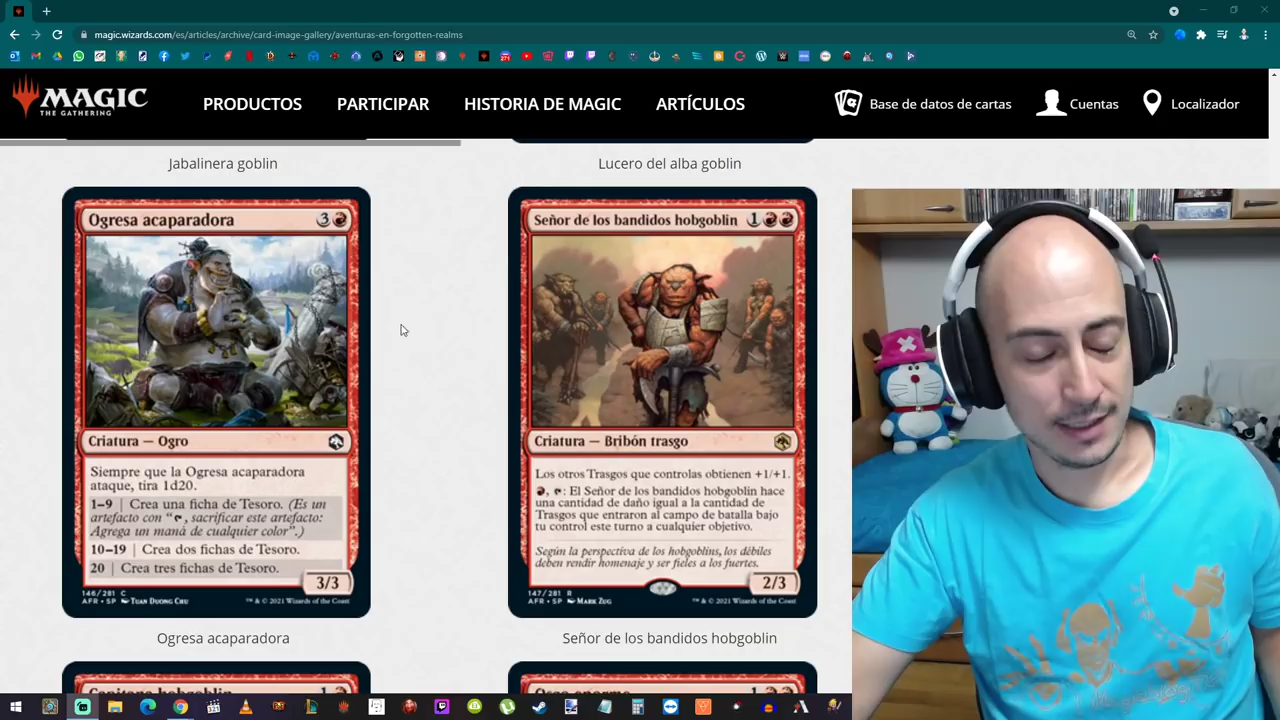 magic.wizards.com/es/articles/archive/card-image-gallery/aventuras-en-forgotten-realms
MAGIC
THE GATHERING
PRODUCTOS
PARTICIPAR
HISTORIA DE MAGIC
ARTÍCULOS
Base de datos de cartas
Cuentas
Localizador
Jabalinera goblin
Lucero del alba goblin
Ogresa acaparadora 3
Criatura — Ogro
Siempre que la Ogresa acaparadora
ataque, tira 1d20.
1–9 | Crea una ficha de Tesoro. (Es un
artefacto con “, sacrificar este artefacto:
Agrega un maná de cualquier color”.)
10–19 | Crea dos fichas de Tesoro.
20 | Crea tres fichas de Tesoro.
3/3
146/281 C
AFR • SP Tuan Duong Chu
™ & © 2021 Wizards of the Coast
Ogresa acaparadora
Señor de los bandidos hobgoblin 1
Criatura — Bribón trasgo
Los otros Trasgos que controlas obtienen +1/+1.
, : El Señor de los bandidos hobgoblin hace
una cantidad de daño igual a la cantidad de
Trasgos que entraron al campo de batalla bajo
tu control este turno a cualquier objetivo.
Según la perspectiva de los hobgoblins, los débiles
deben rendir homenaje y ser fieles a los fuertes.
2/3
147/281 R
AFR • SP Mark Zug
™ & © 2021 Wizards of the Coast
Señor de los bandidos hobgoblin